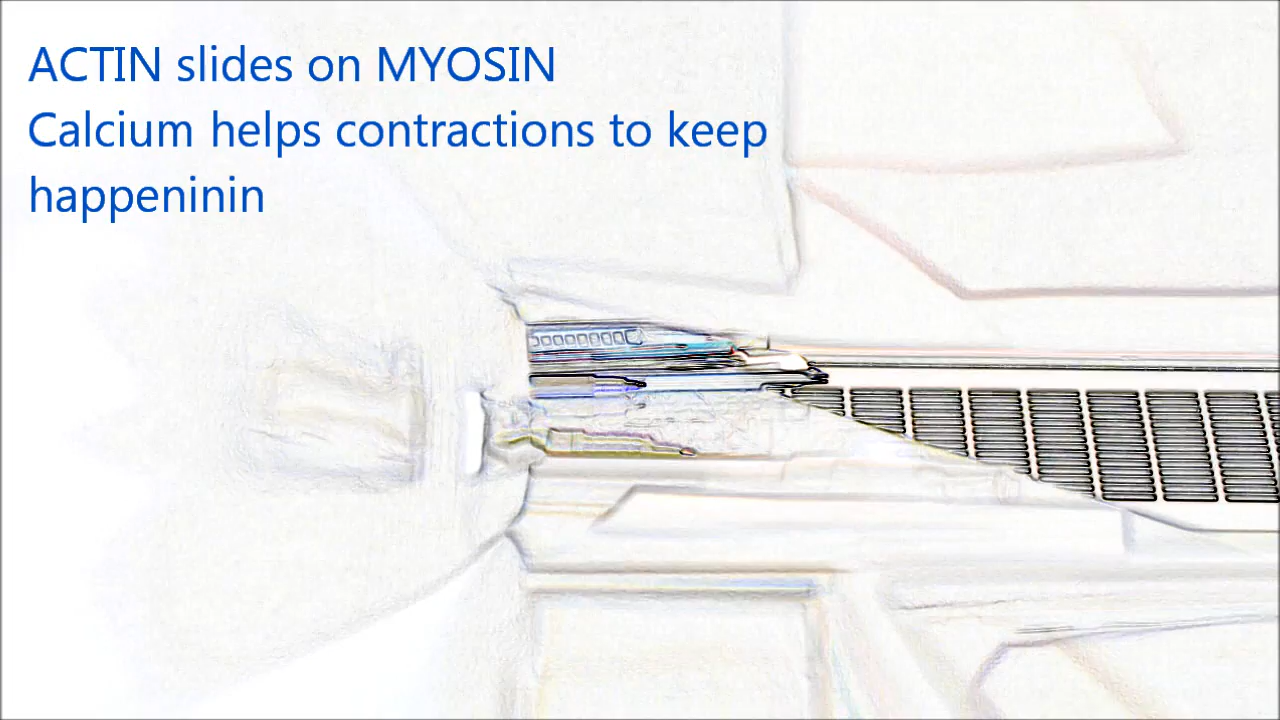 ACTIN slides on MYOSIN
Calcium helps contractions to keep
happeninin